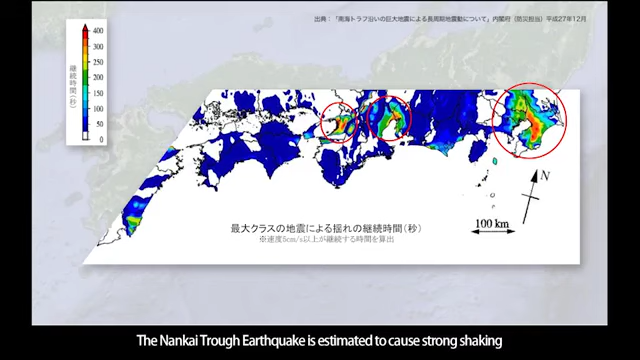 出典：「南海トラフ沿いの巨大地震による長周期地震動について」内閣府（防災担当）平成27年12月
400
350
300
250
200
150
100
50
0
継続時間（秒）
N
100 km
最大クラスの地震による揺れの継続時間（秒）
※速度5cm/s以上が継続する時間を算出
The Nankai Trough Earthquake is estimated to cause strong shaking